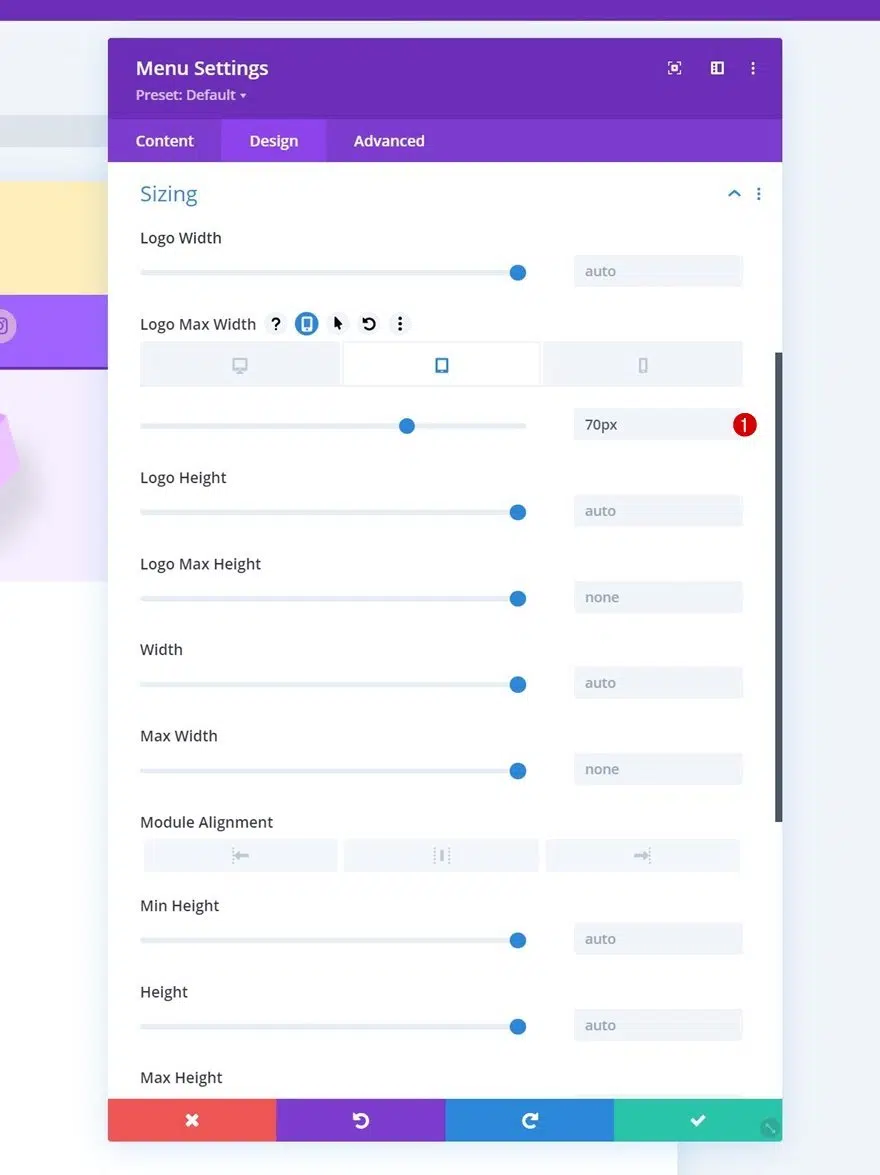 Menu Settings
Preset: Default
Content Design Advanced
Sizing
Logo Width
auto
Logo Max Width ?
70px 1
Logo Height
auto
Logo Max Height
none
Width
auto
Max Width
none
Module Alignment
Min Height
auto
Height
auto
Max Height